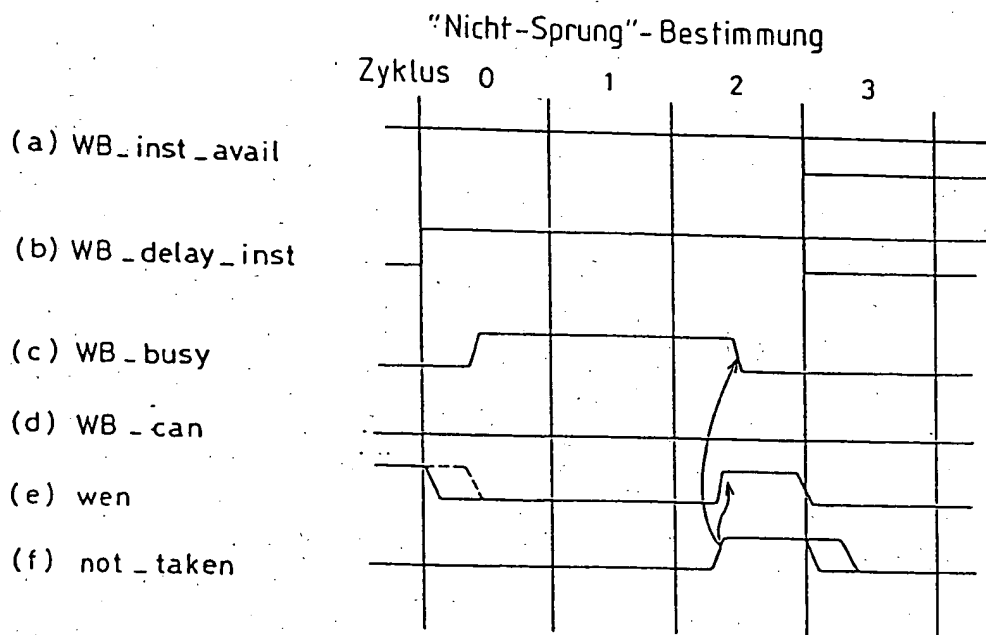 "Nicht-Sprung"-Bestimmung
Zyklus 0 1 2 3
(a) WB_inst_avail
(b) WB_delay_inst
(c) WB_busy
(d) WB_can
(e) wen
(f) not_taken